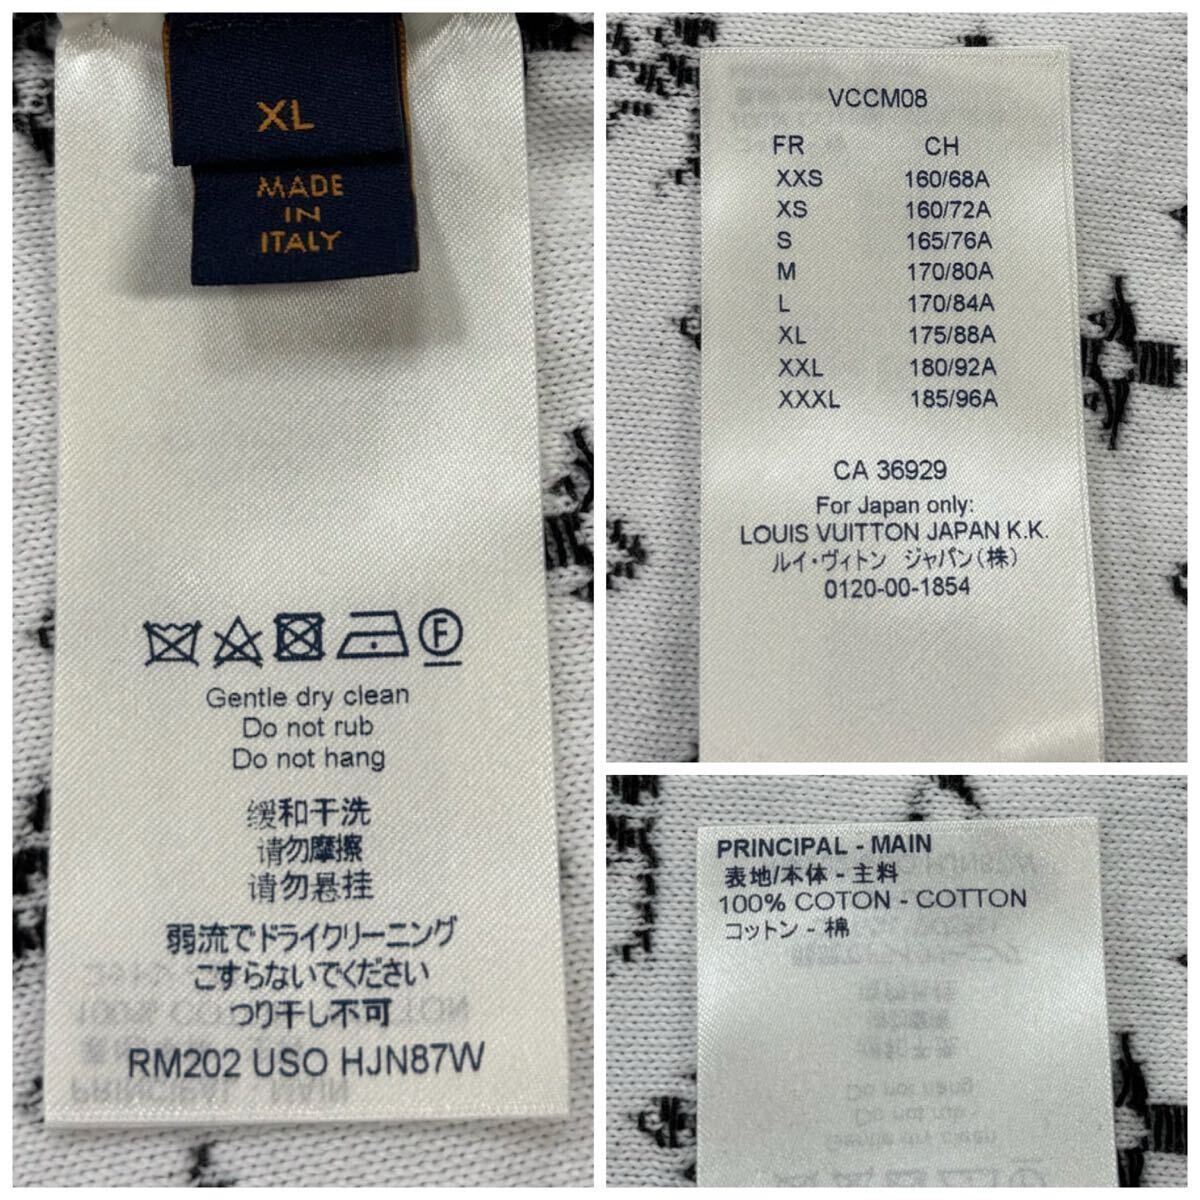 XL
MADE
IN
ITALY
F
Gentle dry clean
Do not rub
Do not hang
缓和干洗
请勿摩擦
请勿悬挂
弱流でドライクリーニング
こすらないでください
つり干し不可
RM202 USO HJN87W
VCCM08
FR CH
XXS 160/68A
XS 160/72A
S 165/76A
M 170/80A
L 170/84A
XL 175/88A
XXL 180/92A
XXXL 185/96A
CA 36929
For Japan only:
LOUIS VUITTON JAPAN K.K.
ルイ・ヴィトン ジャパン(株)
0120-00-1854
PRINCIPAL - MAIN
表地/本体 - 主料
100% COTON - COTTON
コットン - 棉